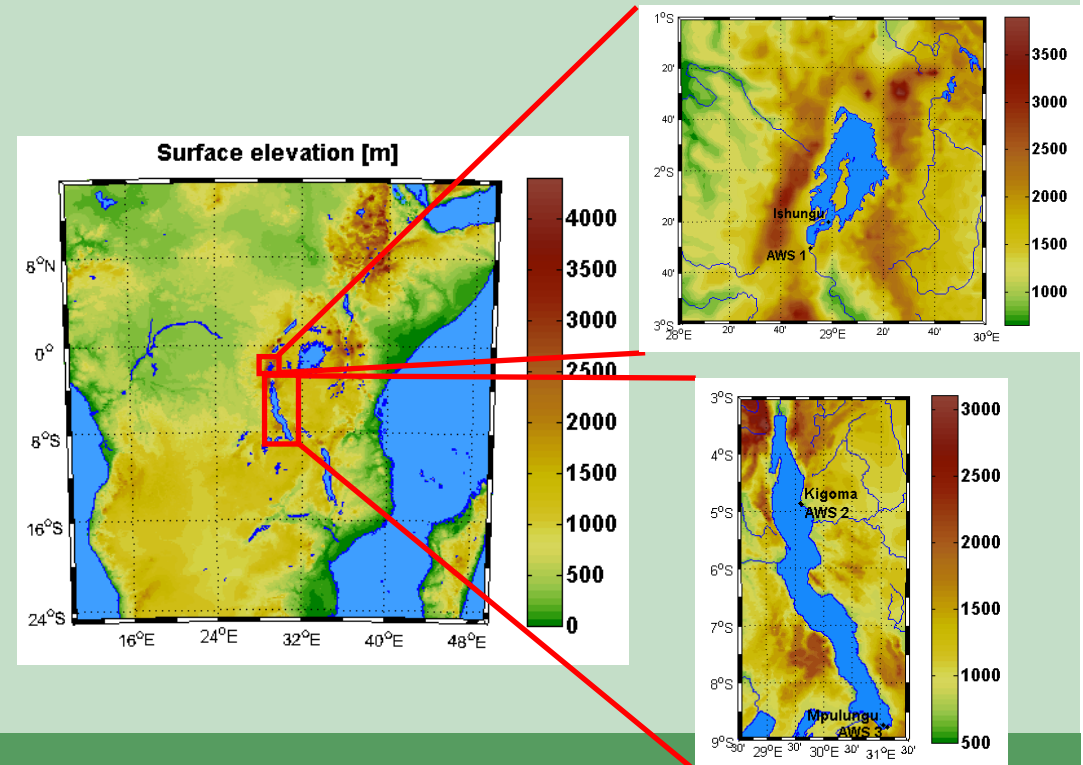 Surface elevation [m]
8°N
0°
8°S
16°S
24°S
16°E
24°E
32°E
40°E
48°E
4000
3500
3000
2500
2000
1500
1000
500
0
1°S
20'
40'
2°S
20'
40'
3°S
28°E
20'
40'
29°E
20'
40'
30°E
Ishungu
AWS 1
3500
3000
2500
2000
1500
1000
3°S
4°S
5°S
6°S
7°S
8°S
9°S
30'
29°E
30'
30°E
30'
31°E
30'
Kigoma
AWS 2
Mpulungu
AWS 3
3000
2500
2000
1500
1000
500